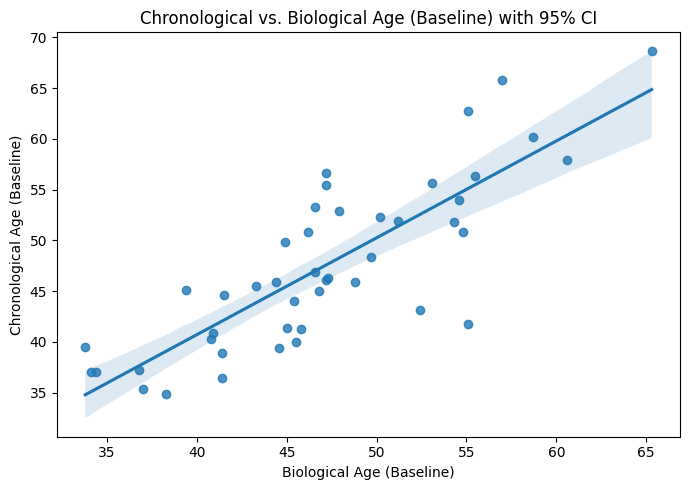 Chronological vs. Biological Age (Baseline) with 95% CI
70
65
60
55
50
45
40
35
Chronological Age (Baseline)
35 40 45 50 55 60 65
Biological Age (Baseline)